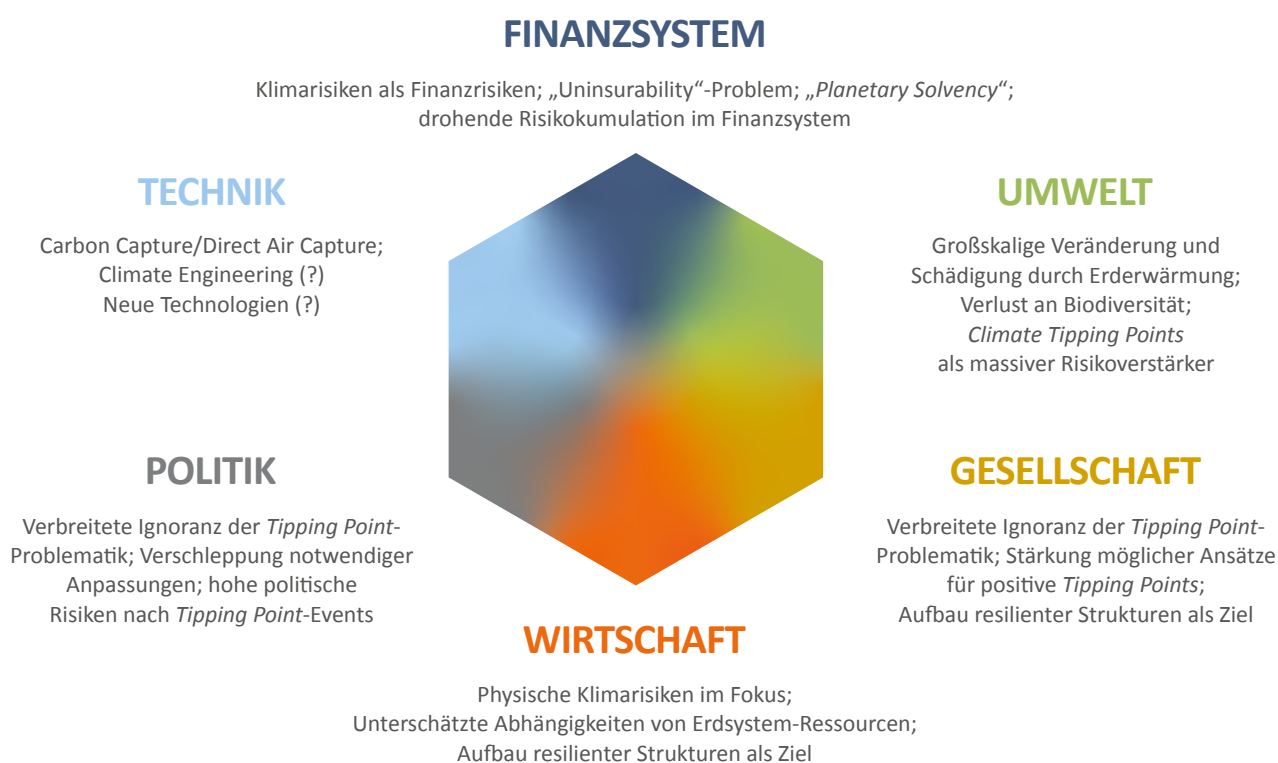 FINANZSYSTEM
Klimarisiken als Finanzrisiken; „Uninsurability“-Problem; „Planetary Solvency“;
drohende Risikokumulation im Finanzsystem
TECHNIK
Carbon Capture/Direct Air Capture;
Climate Engineering (?)
Neue Technologien (?)
UMWELT
Großskalige Veränderung und
Schädigung durch Erderwärmung;
Verlust an Biodiversität;
Climate Tipping Points
als massiver Risikoverstärker
POLITIK
Verbreitete Ignoranz der Tipping Point-
Problematik; Verschleppung notwendiger
Anpassungen; hohe politische
Risiken nach Tipping Point-Events
GESELLSCHAFT
Verbreitete Ignoranz der Tipping Point-
Problematik; Stärkung möglicher Ansätze
für positive Tipping Points;
Aufbau resilienter Strukturen als Ziel
WIRTSCHAFT
Physische Klimarisiken im Fokus;
Unterschätzte Abhängigkeiten von Erdsystem-Ressourcen;
Aufbau resilienter Strukturen als Ziel